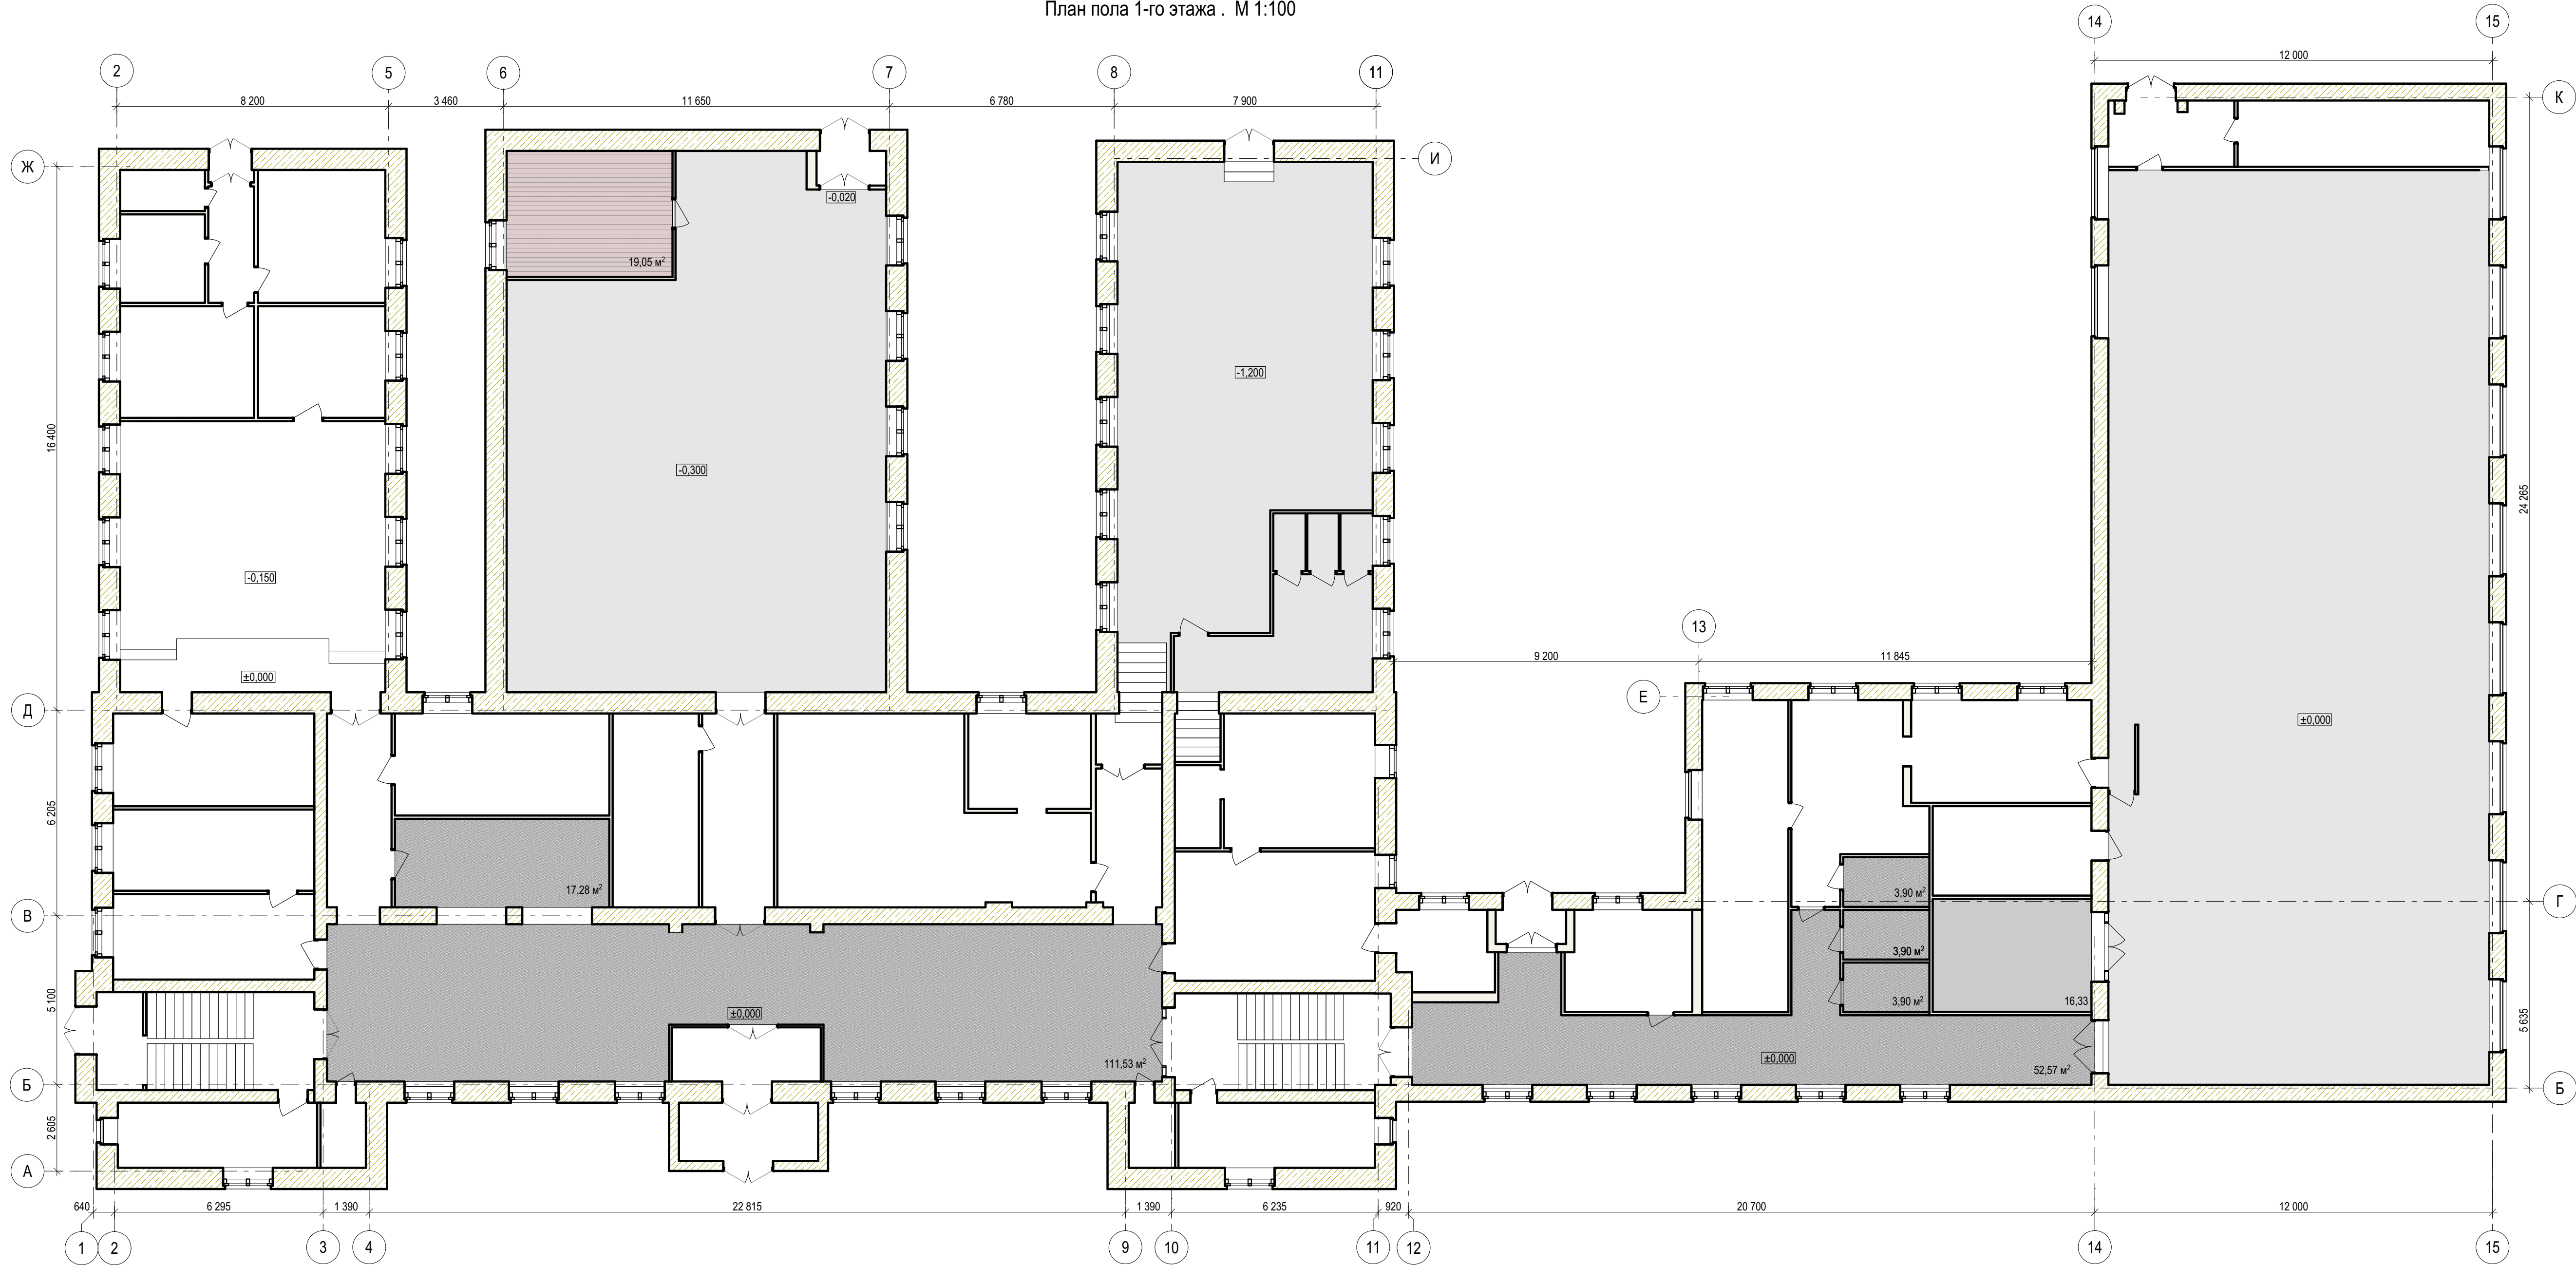 План пола 1-го этажа . М 1:100
14
15
12 000
2
5
6
7
8
11
8 200
3 460
11 650
6 780
7 900
К
Ж
И
-0,020
19,05 м²
-1,200
16 400
-0,300
24 265
-0,150
13
9 200
11 845
±0,000
Е
Д
±0,000
6 205
17,28 м²
3,90 м²
В
Г
3,90 м²
5 100
3,90 м²
16,33
±0,000
5 635
111,53 м²
±0,000
52,57 м²
Б
Б
2 605
А
640
6 295
1 390
22 815
1 390
6 235
920
20 700
12 000
1
2
3
4
9
10
11
12
14
15